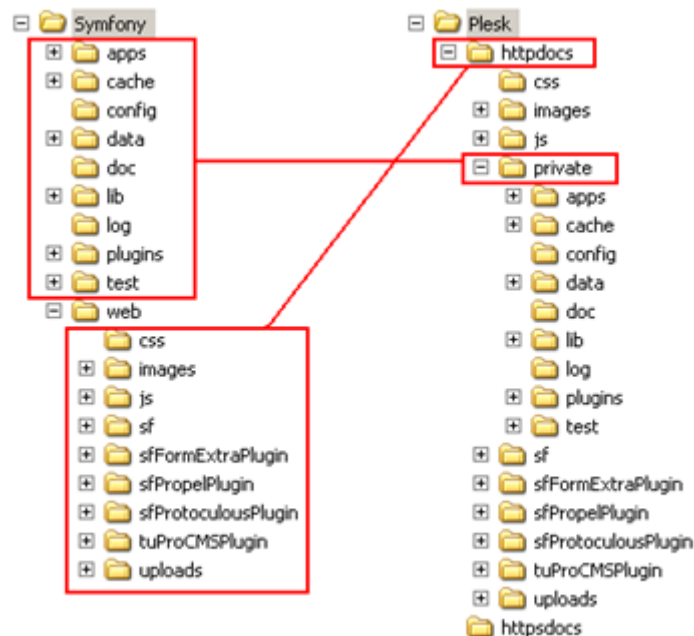 Symfony
apps
cache
config
data
doc
lib
log
plugins
test
web
css
images
js
sf
sfFormExtraPlugin
sfPropelPlugin
sfProtoculousPlugin
tuProCMSPlugin
uploads
Plesk
httpdocs
css
images
js
private
apps
cache
config
data
doc
lib
log
plugins
test
sf
sfFormExtraPlugin
sfPropelPlugin
sfProtoculousPlugin
tuProCMSPlugin
uploads
httpsdocs